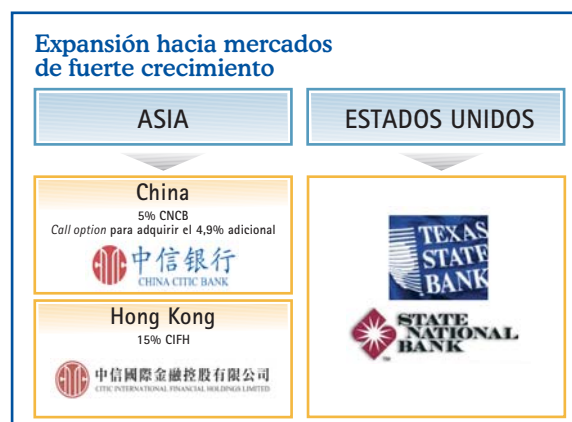 Expansión hacia mercados
de fuerte crecimiento
ASIA
China
5% CNCB
Call option para adquirir el 4,9% adicional
中信银行
CHINA CITIC BANK
Hong Kong
15% CIFH
中信國際金融控股有限公司
CITIC INTERNATIONAL FINANCIAL HOLDINGS LIMITED
ESTADOS UNIDOS
TEXAS
STATE
BANK
STATE
NATIONAL
BANK
TM